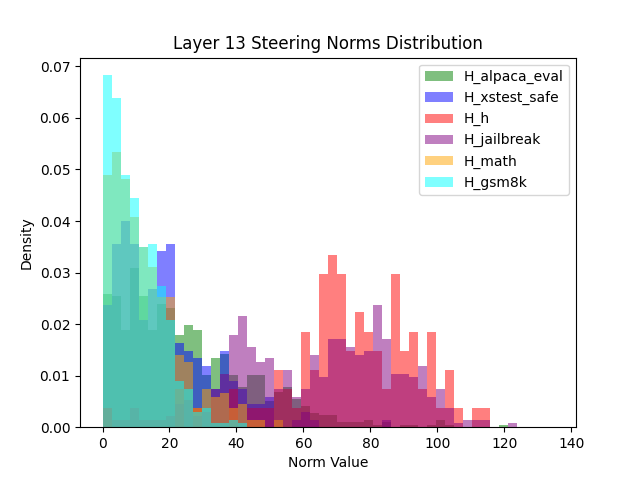 Layer 13 Steering Norms Distribution
H_alpaca_eval
H_xstest_safe
H_h
H_jailbreak
H_math
H_gsm8k
Density
0.07
0.06
0.05
0.04
0.03
0.02
0.01
0.00
0 20 40 60 80 100 120 140
Norm Value